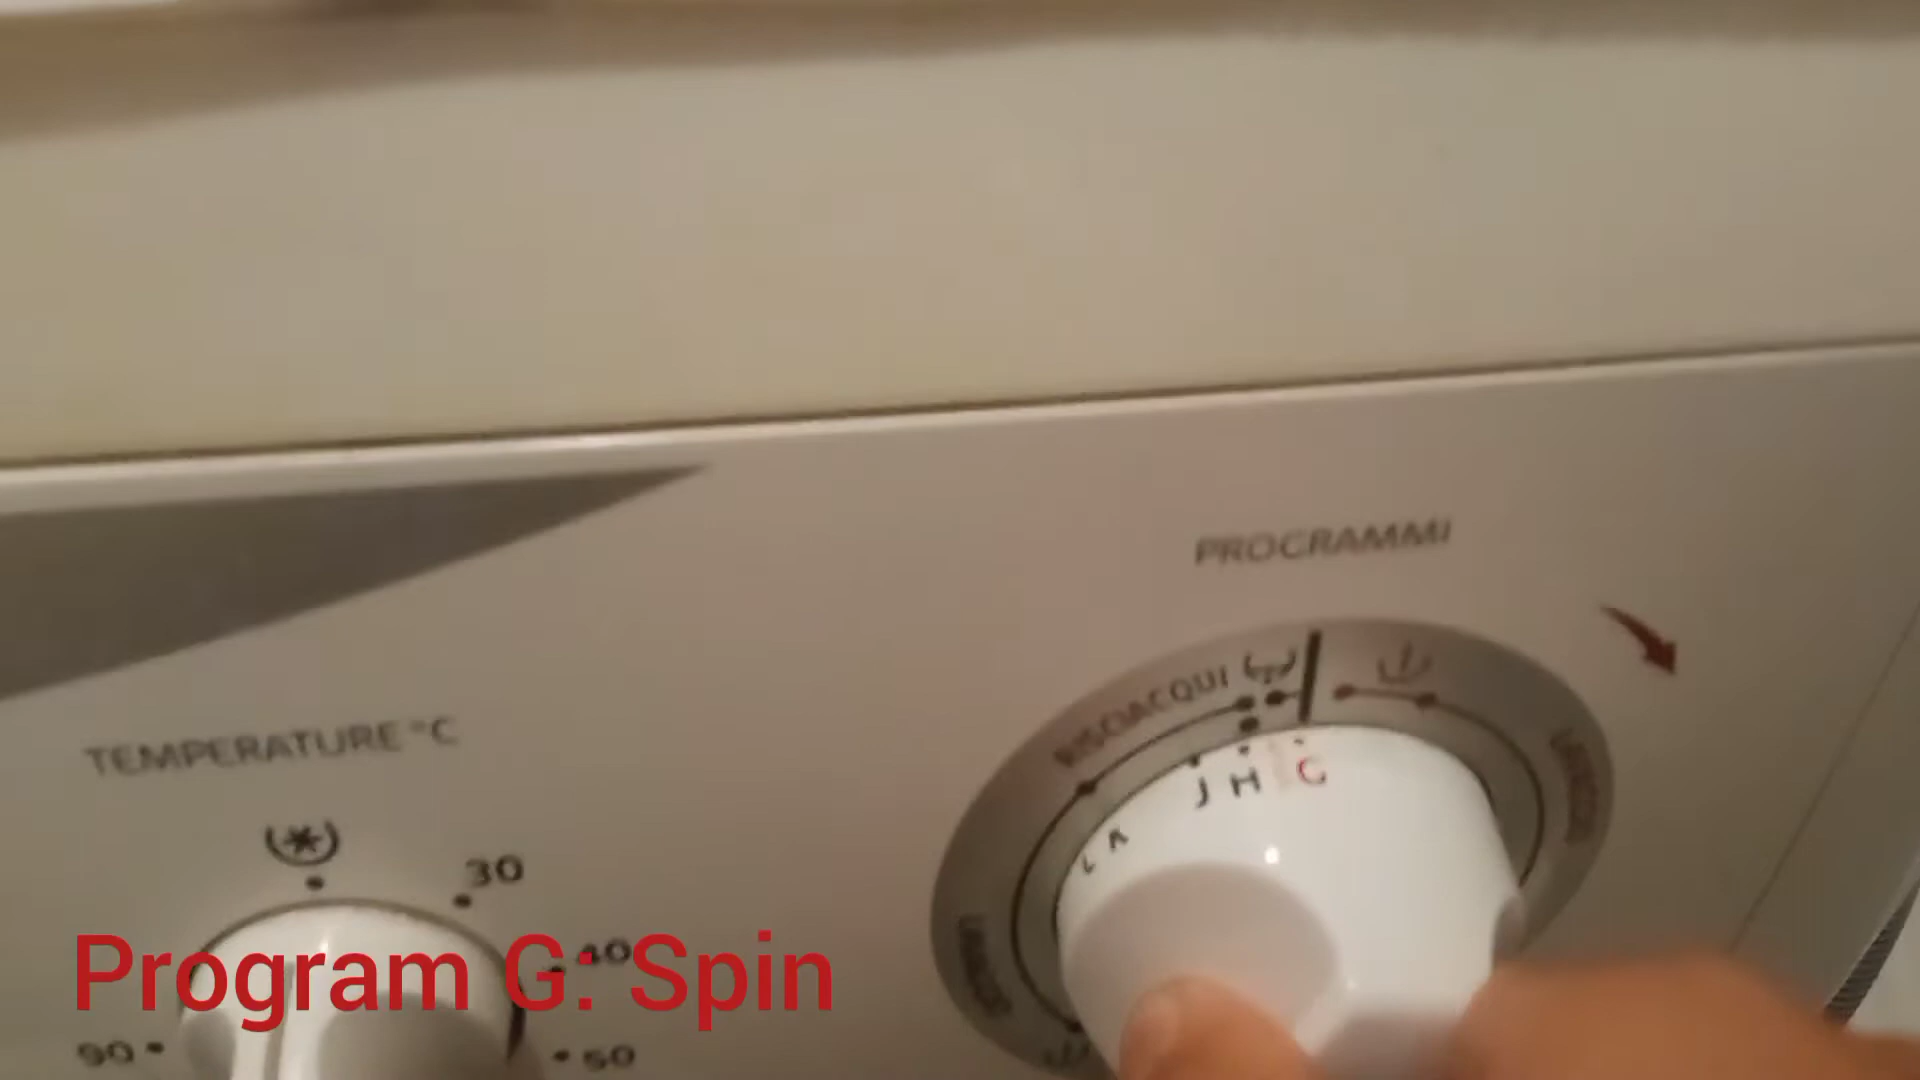 PROGRAMMI
RISCIACQUI
TEMPERATURE °C
J H C
30
40
Program G: Spin
90
50